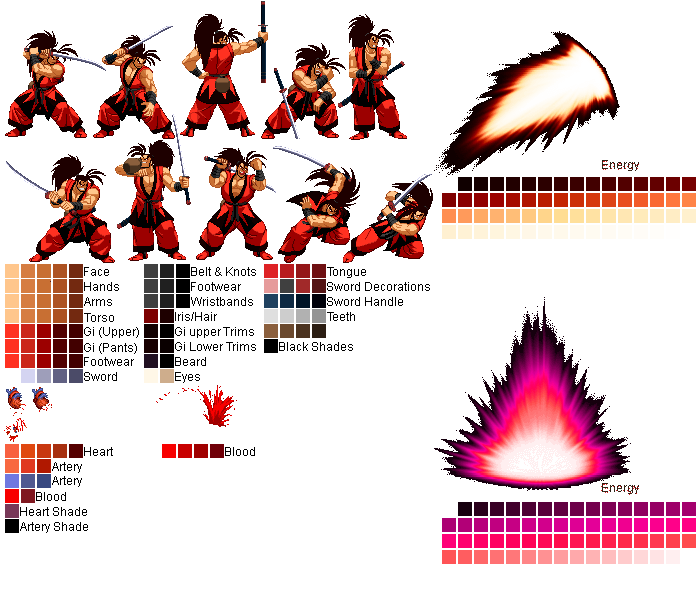 Energy
Face
Hands
Arms
Torso
Gi (Upper)
Gi (Pants)
Footwear
Sword
Belt & Knots
Footwear
Wristbands
Iris/Hair
Gi upper Trims
Gi Lower Trims
Beard
Eyes
Tongue
Sword Decorations
Sword Handle
Teeth
Black Shades
Heart
Artery
Artery
Blood
Heart Shade
Artery Shade
Blood
Energy